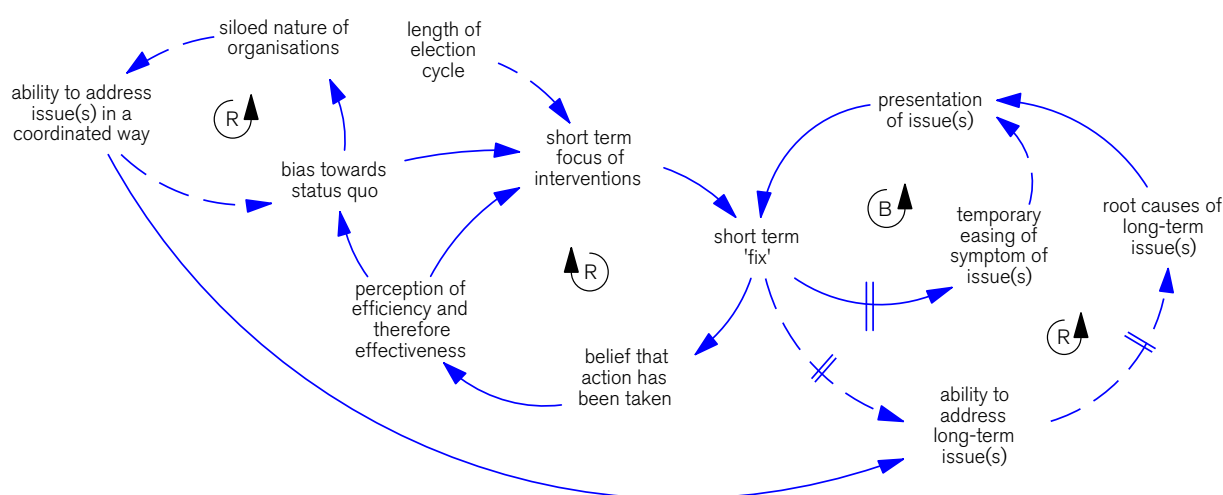 siloed nature of
organisations
length of
election
cycle
ability to address
issue(s) in a
coordinated way
R
presentation
of issue(s)
short term
focus of
interventions
bias towards
status quo
B
temporary
easing of
symptom of
issue(s)
root causes of
long-term
issue(s)
short term
'fix'
R
perception of
efficiency and
therefore
effectiveness
R
belief that
action has
been taken
ability to
address
long-term
issue(s)